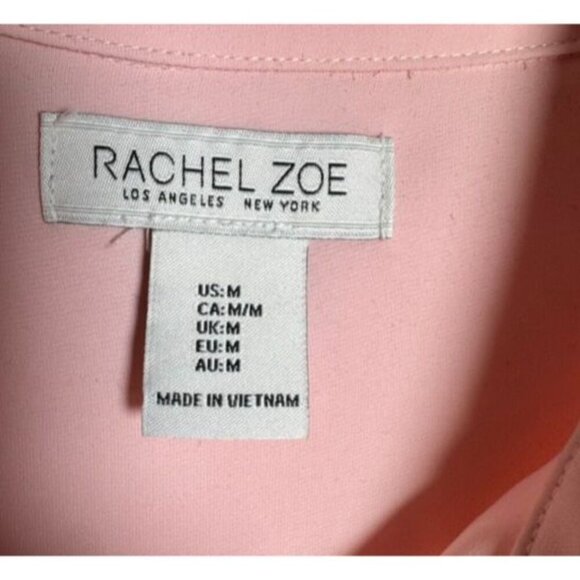 RACHEL ZOE
LOS ANGELES NEW YORK
US:M
CA:M/M
UK:M
EU:M
AU:M
MADE IN VIETNAM